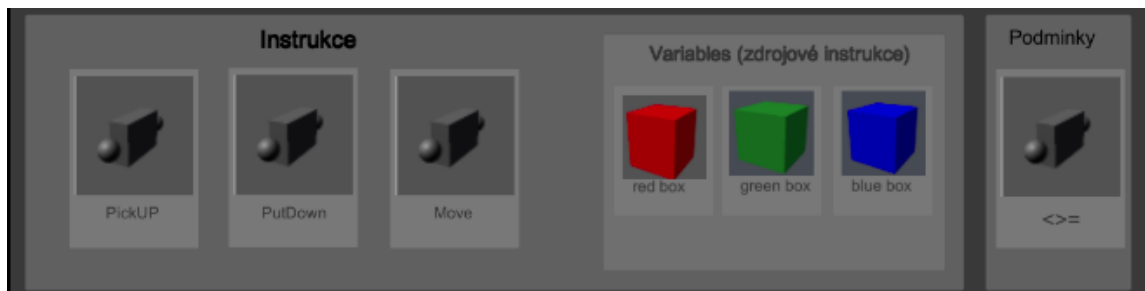 Instrukce
PickUP
PutDown
Move
Variables (zdrojové instrukce)
red box
green box
blue box
Podminky
<>=